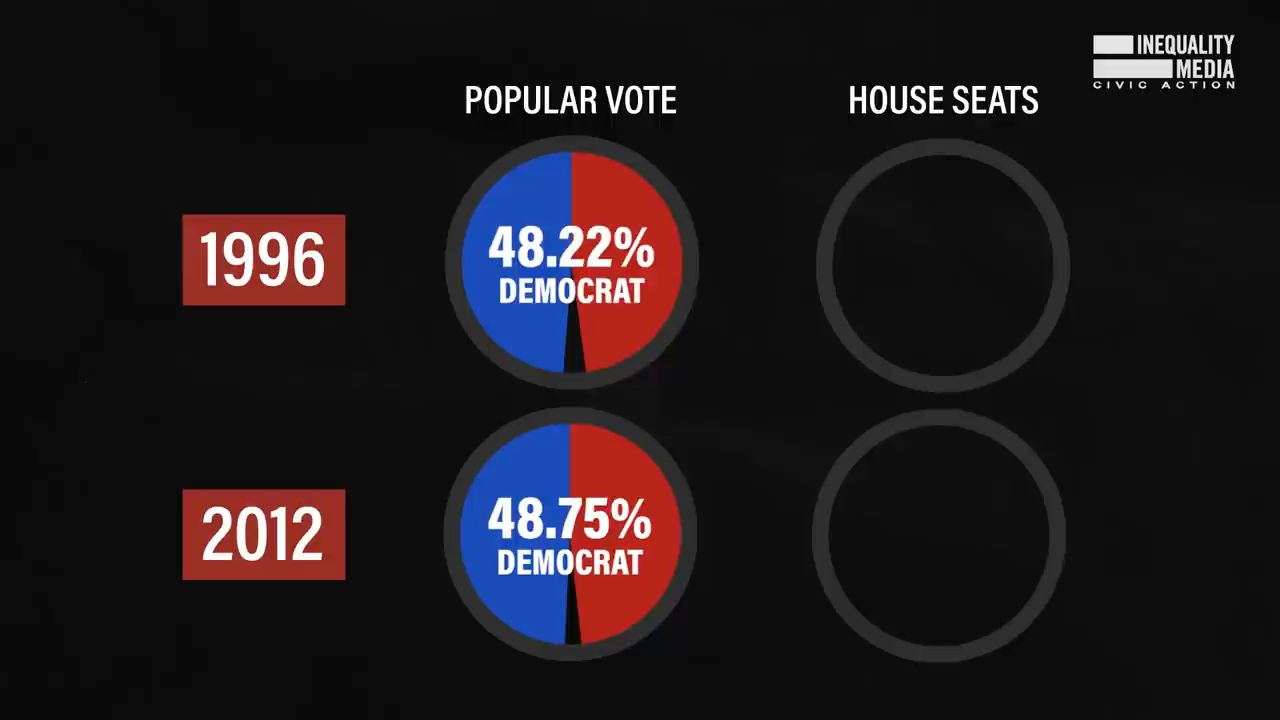 INEQUALITY
MEDIA
CIVIC ACTION
POPULAR VOTE
HOUSE SEATS
1996
48.22%
DEMOCRAT
2012
48.75%
DEMOCRAT